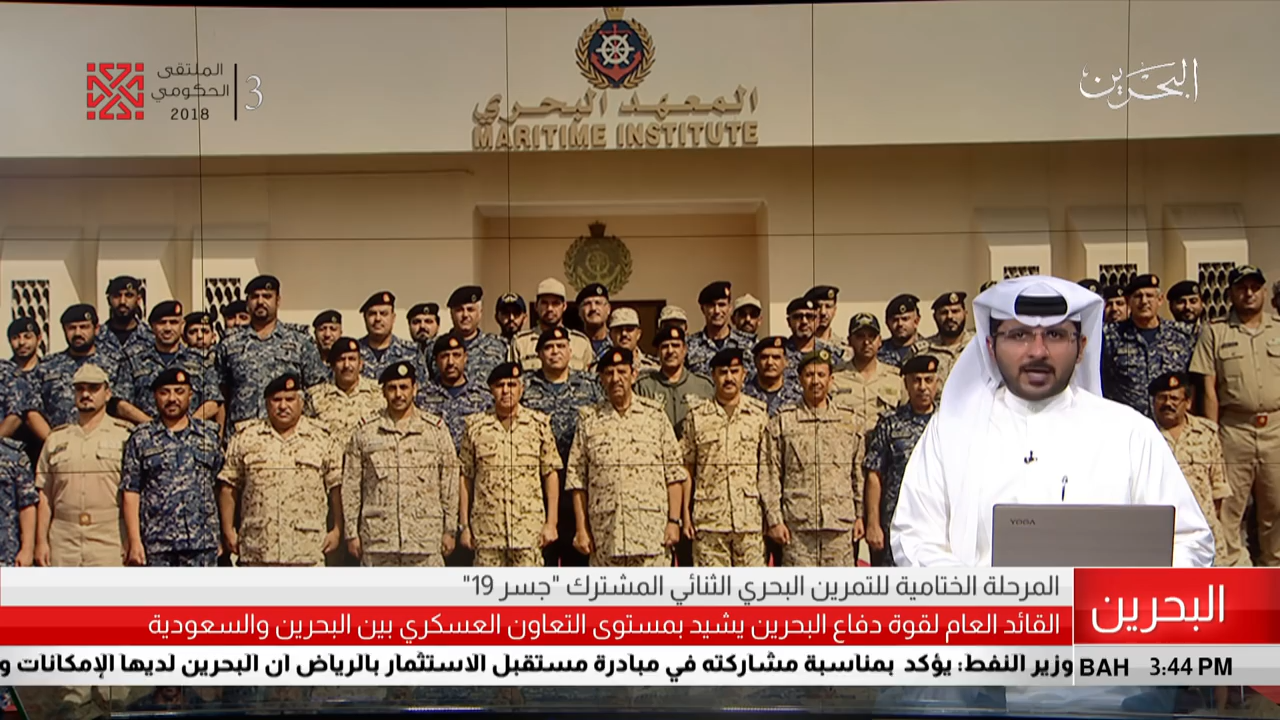 الملتقى
الحكومي
2018
3
البحرين
المعهد البحري
MARITIME INSTITUTE
YOGA
المرحلة الختامية للتمرين البحري الثنائي المشترك "جسر 19"
القائد العام لقوة دفاع البحرين يشيد بمستوى التعاون العسكري بين البحرين والسعودية
البحرين
وزير النفط: يؤكد بمناسبة مشاركته في مبادرة مستقبل الاستثمار بالرياض ان البحرين لديها الإمكانات و
BAH 3:44 PM